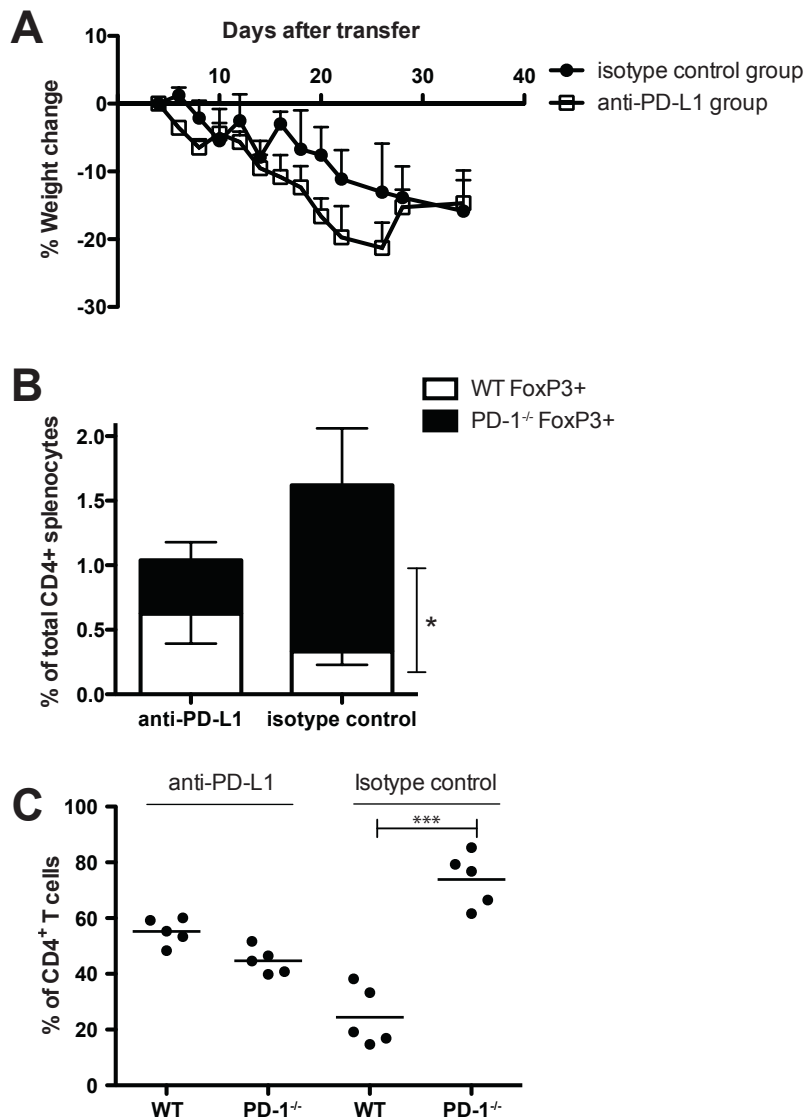 A
Days after transfer
10
10
20
30
40
0
-10
-20
-30
% Weight change
isotype control group
anti-PD-L1 group
B
WT FoxP3+
PD-1-/- FoxP3+
2.0
1.5
1.0
0.5
0.0
% of total CD4+ splenocytes
*
anti-PD-L1
isotype control
C
anti-PD-L1
Isotype control
***
100
80
60
40
20
0
% of CD4+ T cells
WT
PD-1-/-
WT
PD-1-/-